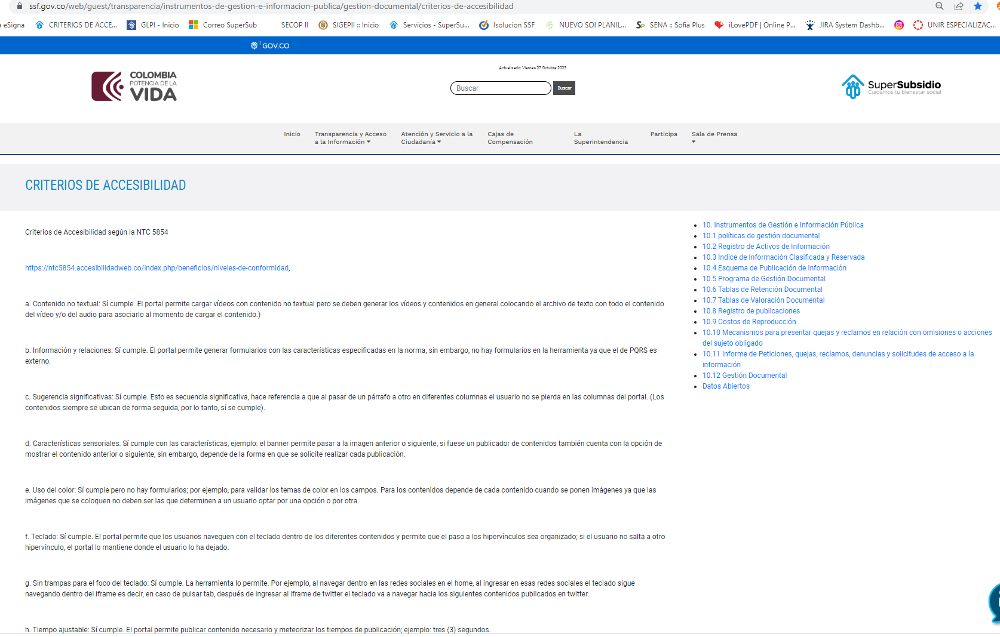 ssf.gov.co/web/guest/transparencia/instrumentos-de-gestion-e-informacion-publica/gestion-documental/criterios-de-accesibilidad
a eSigna CRITERIOS DE ACCE... GLPI - Inicio Correo SuperSub SECOP II SIGEPII :: Inicio Servicios - SuperSu... Isolucion SSF NUEVO SOI PLANIL... SENA :: Sofia Plus iLovePDF | Online P... JIRA System Dashb... UNIR ESPECIALIZAC...
GOV.CO
COLOMBIA
POTENCIA DE LA
VIDA
Actualizado: Viernes 27 Octubre 2023
Buscar Buscar
SuperSubsidio
Cuidamos tu bienestar social
Inicio
Transparencia y Acceso
a la Información
Atención y Servicio a la
Ciudadanía
Cajas de
Compensación
La
Superintendencia
Participa
Sala de Prensa
CRITERIOS DE ACCESIBILIDAD
Criterios de Accesibilidad según la NTC 5854
https://ntc5854.accesibilidadweb.co/index.php/beneficios/niveles-de-conformidad,
a. Contenido no textual: Sí cumple. El portal permite cargar vídeos con contenido no textual pero se deben generar los vídeos y contenidos en general colocando el archivo de texto con todo el contenido
del vídeo y/o del audio para asociarlo al momento de cargar el contenido.)
b. Información y relaciones: Sí cumple. El portal permite generar formularios con las características especificadas en la norma, sin embargo, no hay formularios en la herramienta ya que el de PQRS es
externo.
c. Sugerencia significativas: Sí cumple. Esto es secuencia significativa, hace referencia a que al pasar de un párrafo a otro en diferentes columnas el usuario no se pierda en las columnas del portal. (Los
contenidos siempre se ubican de forma seguida, por lo tanto, sí se cumple).
d. Características sensoriales: Sí cumple con las características, ejemplo: el banner permite pasar a la imagen anterior o siguiente, si fuese un publicador de contenidos también cuenta con la opción de
mostrar el contenido anterior o siguiente, sin embargo, depende de la forma en que se solicite realizar cada publicación.
e. Uso del color: Sí cumple pero no hay formularios; por ejemplo, para validar los temas de color en los campos. Para los contenidos depende de cada contenido cuando se ponen imágenes ya que las
imágenes que se coloquen no deben ser las que determinen a un usuario optar por una opción o por otra.
f. Teclado: Sí cumple. El portal permite que los usuarios naveguen con el teclado dentro de los diferentes contenidos y permite que el paso a los hipervínculos sea organizado; si el usuario no salta a otro
hipervínculo, el portal lo mantiene donde el usuario lo ha dejado.
g. Sin trampas para el foco del teclado: Sí cumple. La herramienta lo permite. Por ejemplo, al navegar dentro en las redes sociales en el home, al ingresar en esas redes sociales el teclado sigue
navegando dentro del iframe es decir, en caso de pulsar tab, después de ingresar al iframe de twitter el teclado va a navegar hacia los siguientes contenidos publicados en twitter.
h. Tiempo ajustable: Sí cumple. El portal permite publicar contenido necesario y meteorizar los tiempos de publicación; ejemplo: tres (3) segundos.
10. Instrumentos de Gestión e Información Pública
10.1 políticas de gestión documental
10.2 Registro de Activos de Información
10.3 Indice de Información Clasificada y Reservada
10.4 Esquema de Publicación de Información
10.5 Programa de Gestión Documental
10.6 Tablas de Retención Documental
10.7 Tablas de Valoración Documental
10.8 Registro de publicaciones
10.9 Costos de Reproducción
10.10 Mecanismos para presentar quejas y reclamos en relación con omisiones o acciones
del sujeto obligado
10.11 Informe de Peticiones, quejas, reclamos, denuncias y solicitudes de acceso a la
información
10.12 Gestión Documental
Datos Abiertos